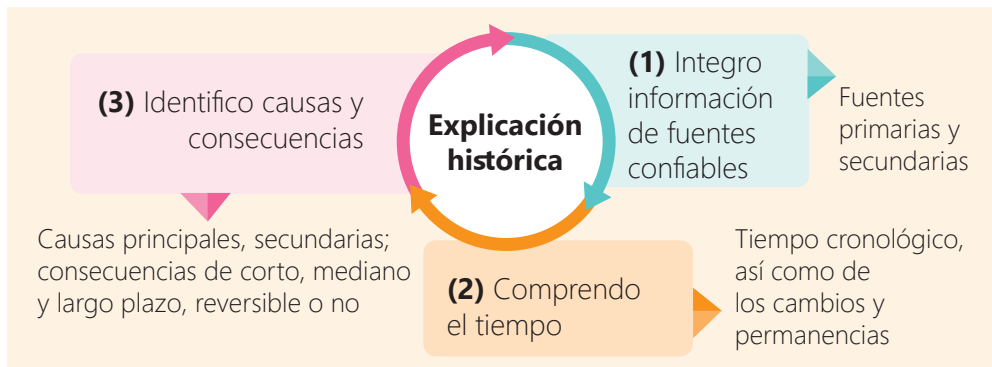 Explicación
histórica
(1) Integro
información
de fuentes
confiables
Fuentes
primarias y
secundarias
(2) Comprendo
el tiempo
Tiempo cronológico,
así como de
los cambios y
permanencias
(3) Identifico causas y
consecuencias
Causas principales, secundarias;
consecuencias de corto, mediano
y largo plazo, reversible o no